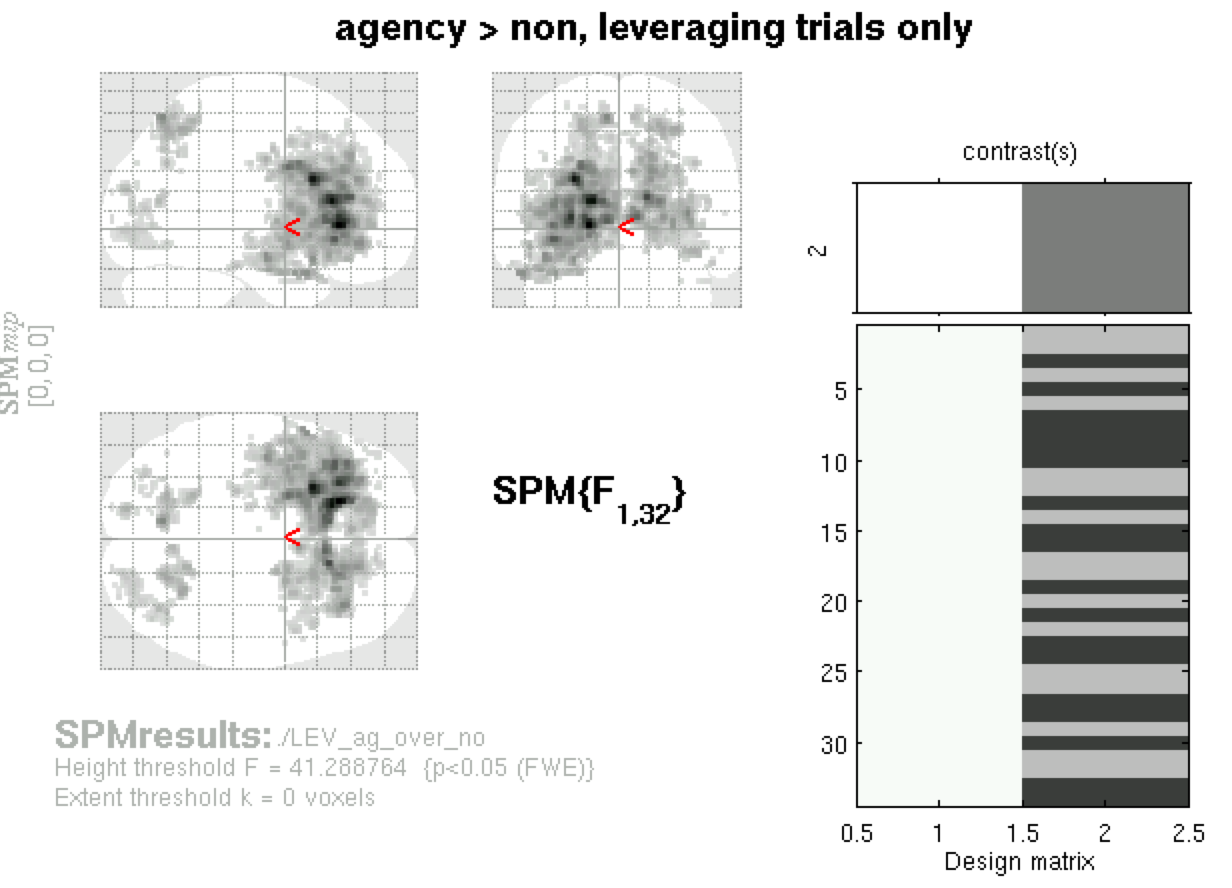 agency > non, leveraging trials only
SPMmip
[0, 0, 0]
<
<
<
SPM{F1,32}
contrast(s)
2
5
10
15
20
25
30
0.5 1 1.5 2 2.5
Design matrix
SPMresults: ./LEV_ag_over_no
Height threshold F = 41.288764 {p<0.05 (FWE)}
Extent threshold k = 0 voxels